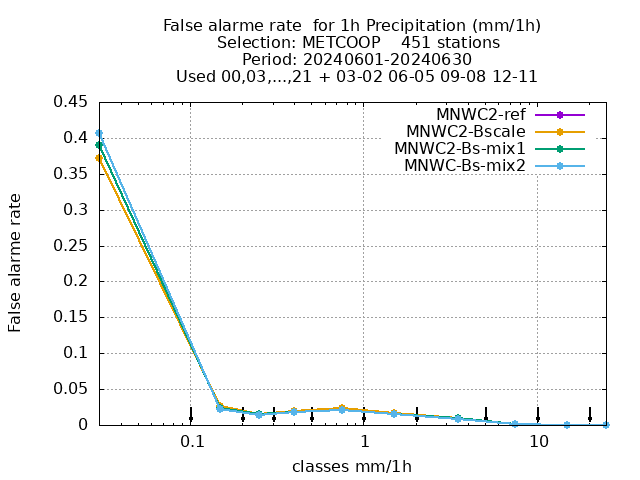 False alarme rate  for 1h Precipitation (mm/1h)
Selection: METCOOP    451 stations
Period: 20240601-20240630
Used 00,03,...,21 + 03-02 06-05 09-08 12-11
MNWC2-ref
MNWC2-Bscale
MNWC2-Bs-mix1
MNWC-Bs-mix2
False alarme rate
0.45
0.4
0.35
0.3
0.25
0.2
0.15
0.1
0.05
0
0.1 1 10
classes mm/1h